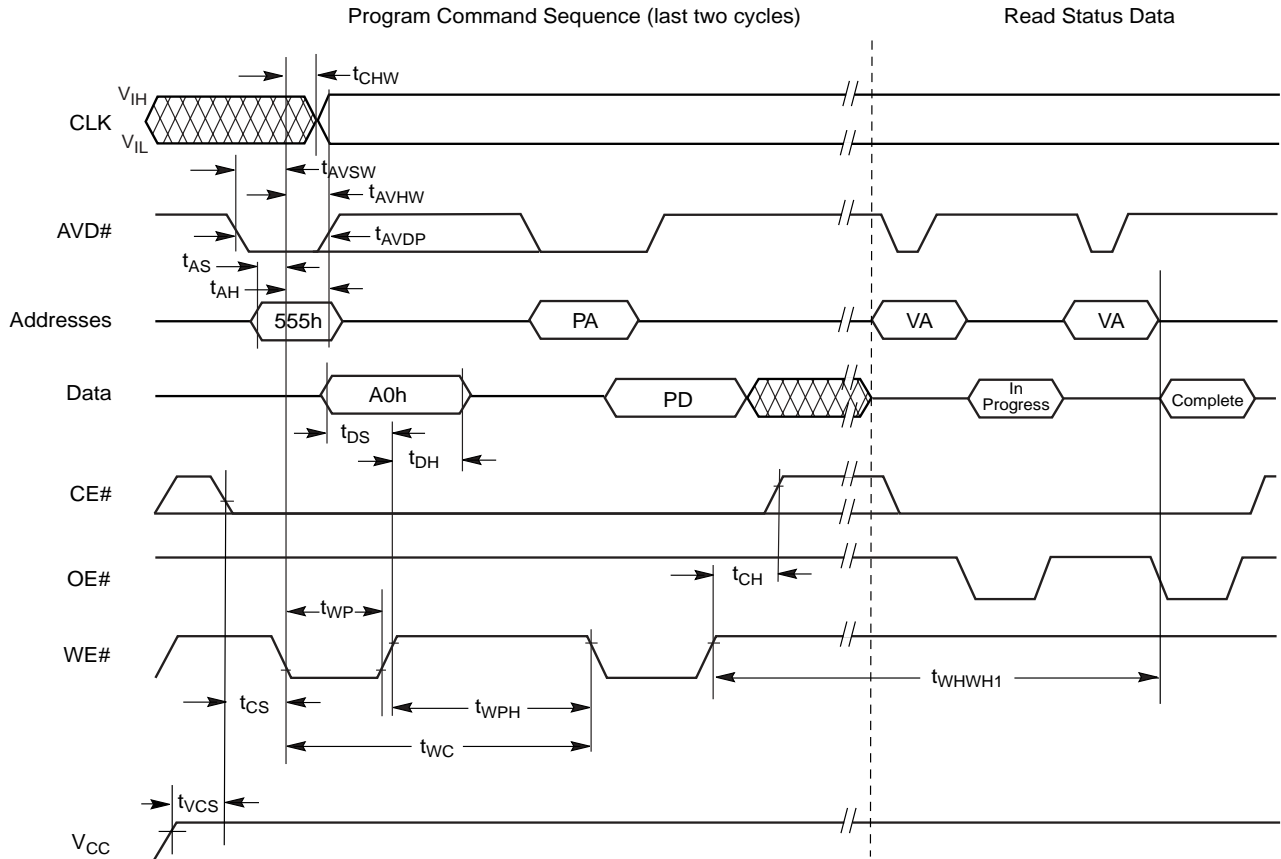 Program Command Sequence (last two cycles)
Read Status Data
tCHW
VIH
CLK
VIL
tAVSW
tAVHW
AVD#
tAVDP
tAS
tAH
Addresses
555h
PA
VA
VA
Data
A0h
PD
In
Progress
Complete
tDS
tDH
CE#
OE#
tCH
tWP
WE#
tWHWH1
tCS
tWPH
tWC
tVCS
VCC